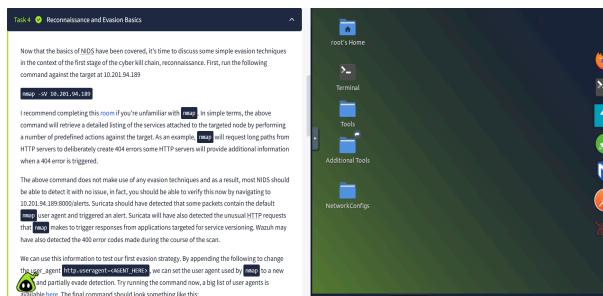 Task 4 Reconnaissance and Evasion Basics
Now that the basics of NIDS have been covered, it's time to discuss some simple evasion techniques
in the context of the first stage of the cyber kill chain, reconnaissance. First, run the following
command against the target at 10.201.94.189
nmap -sV 10.201.94.189
I recommend completing this room if you're unfamiliar with nmap. In simple terms, the above
command will retrieve a detailed listing of the services attached to the targeted node by performing
a number of predefined actions against the target. As an example, nmap will request long paths from
HTTP servers to deliberately create 404 errors some HTTP servers will provide additional information
when a 404 error is triggered.
The above command does not make use of any evasion techniques and as a result, most NIDS should
be able to detect it with no issue, in fact, you should be able to verify this now by navigating to
10.201.94.189:8000/alerts. Suricata should have detected that some packets contain the default
nmap user agent and triggered an alert. Suricata will have also detected the unusual HTTP requests
that nmap makes to trigger responses from applications targeted for service versioning. Wazuh may
have also detected the 400 error codes made during the course of the scan.
We can use this information to test our first evasion strategy. By appending the following to change
the user_agent http.useragent=<AGENT_HERE>, we can set the user agent used by nmap to a new
and partially evade detection. Try running the command now, a big list of user agents is
available here. The final command should look something like this:
root's Home
Terminal
Tools
Additional Tools
NetworkConfigs